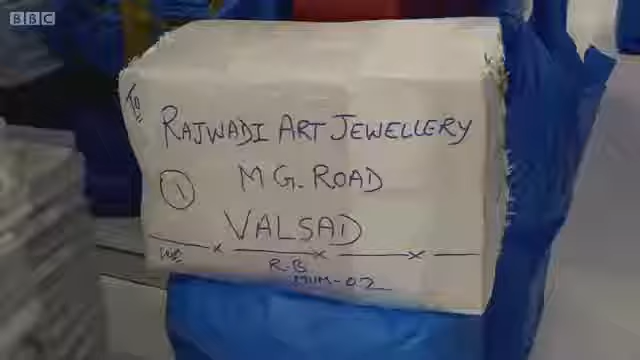 BBC
To
RAJWADI ART JEWELLERY
1 M G. ROAD
VALSAD
R-B
MUM-02